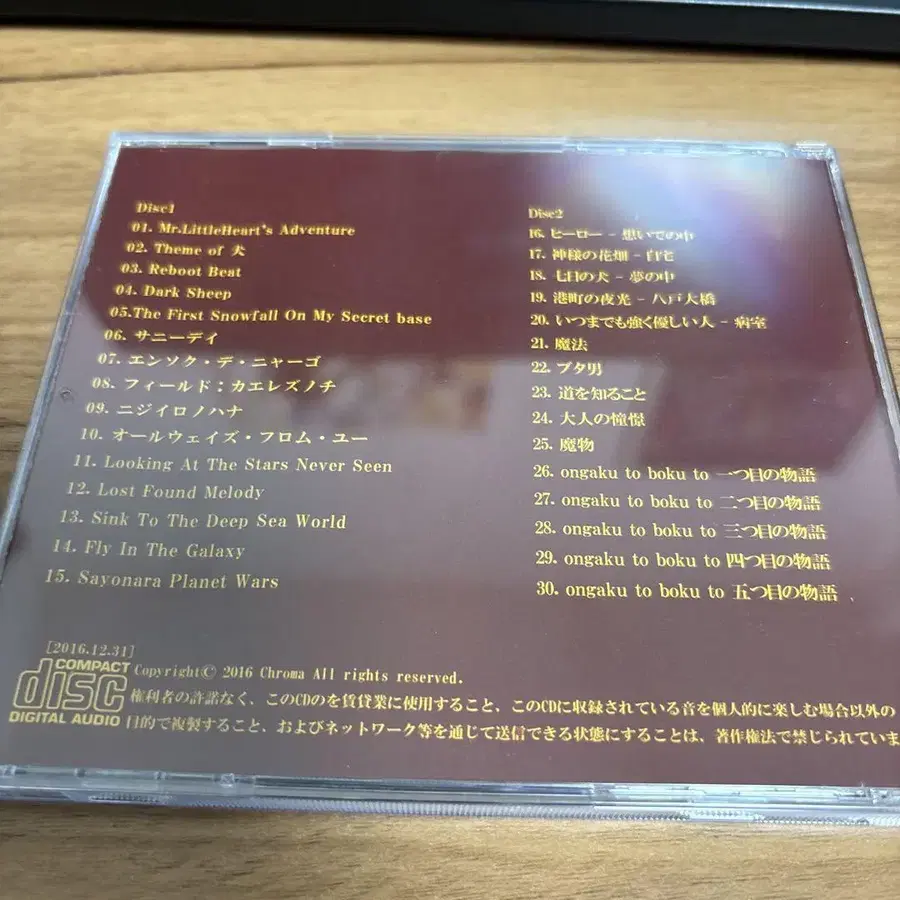 Disc1
01. Mr.LittleHeart's Adventure
02. Theme of 犬
03. Reboot Beat
04. Dark Sheep
05.The First Snowfall On My Secret base
06. サニーデイ
07. エンソク・デ・ニャーゴ
08. フィールド：カエレズノチ
09. ニジイロノハナ
10. オールウェイズ・フロム・ユー
11. Looking At The Stars Never Seen
12. Lost Found Melody
13. Sink To The Deep Sea World
14. Fly In The Galaxy
15. Sayonara Planet Wars
Disc2
16. ヒーロー - 想いでの中
17. 神様の花畑 - 自宅
18. 七日の犬 - 夢の中
19. 港町の夜光 - 八戸大橋
20. いつまでも強く優しい人 - 病室
21. 魔法
22. ブタ男
23. 道を知ること
24. 大人の憧憬
25. 魔物
26. ongaku to boku to 一つ目の物語
27. ongaku to boku to 二つ目の物語
28. ongaku to boku to 三つ目の物語
29. ongaku to boku to 四つ目の物語
30. ongaku to boku to 五つ目の物語
[2016.12.31]
COMPACT
disc
DIGITAL AUDIO
Copyright© 2016 Chroma All rights reserved.
権利者の許諾なく、このCDのを賃貸業に使用すること、このCDに収録されている音を個人的に楽しむ場合以外の
目的で複製すること、およびネットワーク等を通じて送信できる状態にすることは、著作権法で禁じられていま